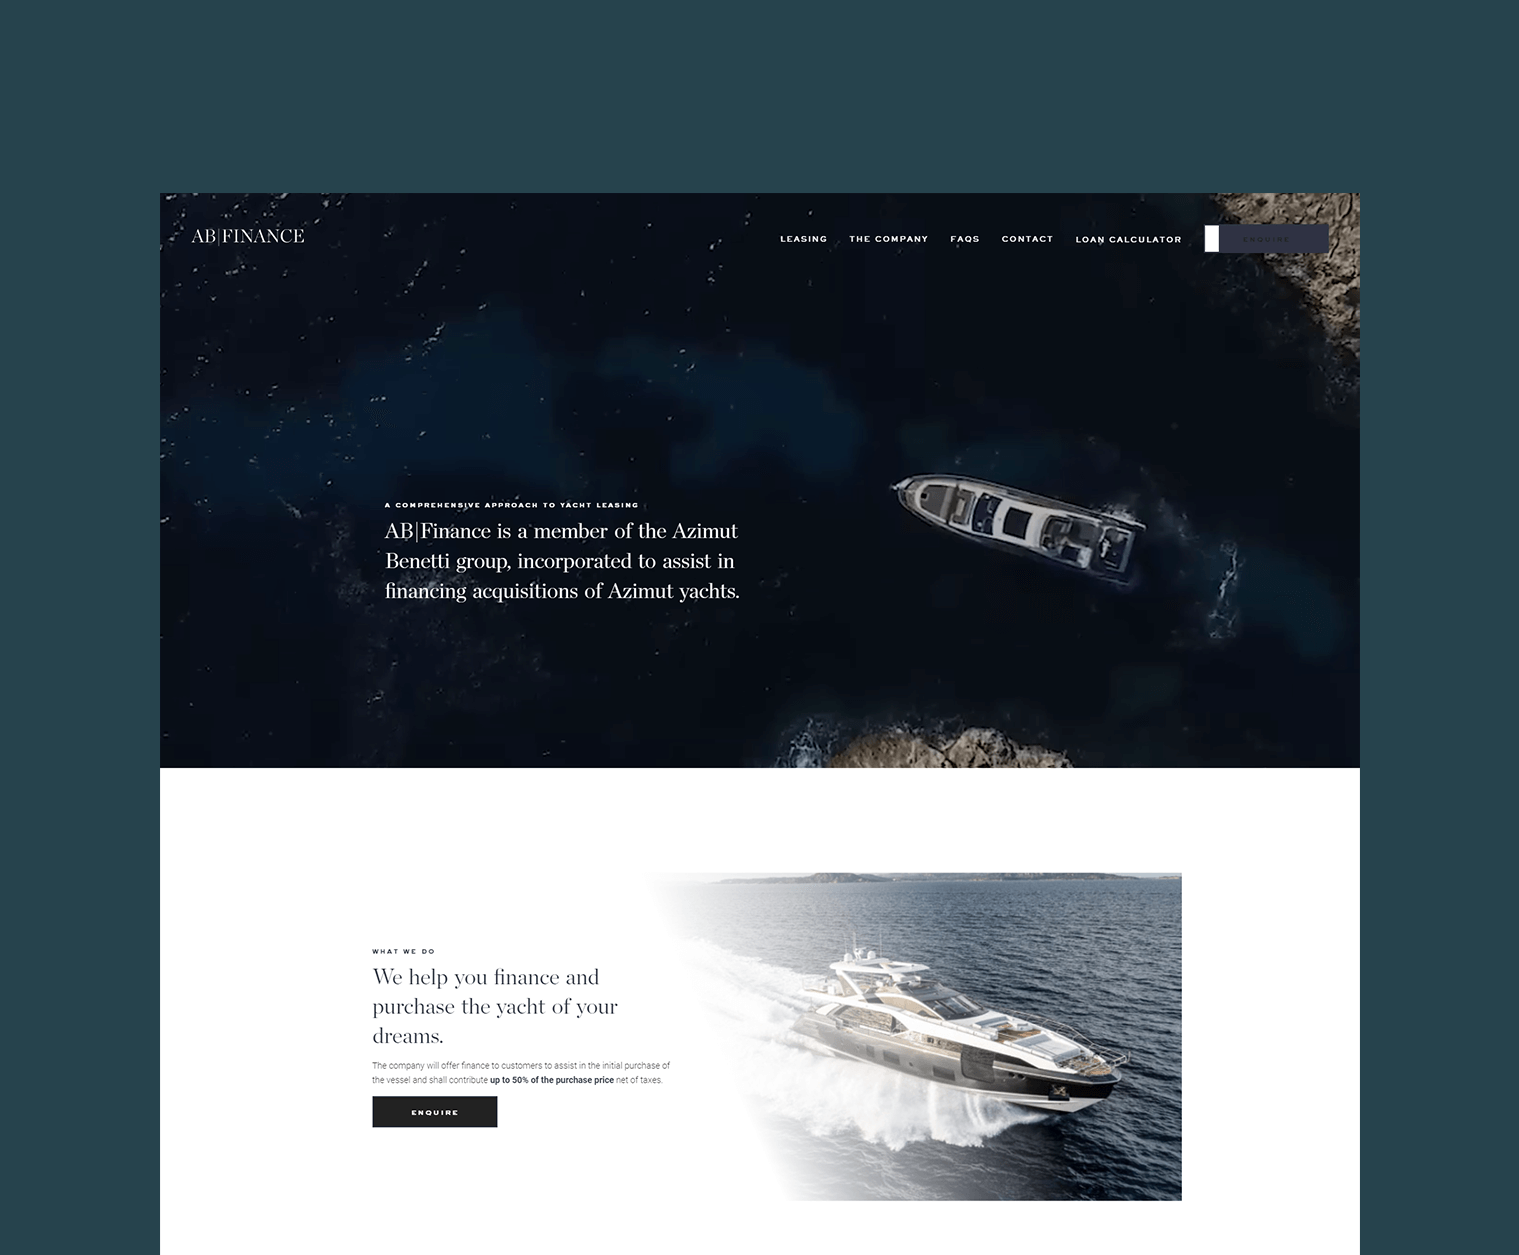 AB|FINANCE
LEASING THE COMPANY FAQS CONTACT LOAN CALCULATOR ENQUIRE
A COMPREHENSIVE APPROACH TO YACHT LEASING
AB|Finance is a member of the Azimut
Benetti group, incorporated to assist in
financing acquisitions of Azimut yachts.
WHAT WE DO
We help you finance and
purchase the yacht of your
dreams.
The company will offer finance to customers to assist in the initial purchase of
the vessel and shall contribute up to 50% of the purchase price net of taxes.
ENQUIRE